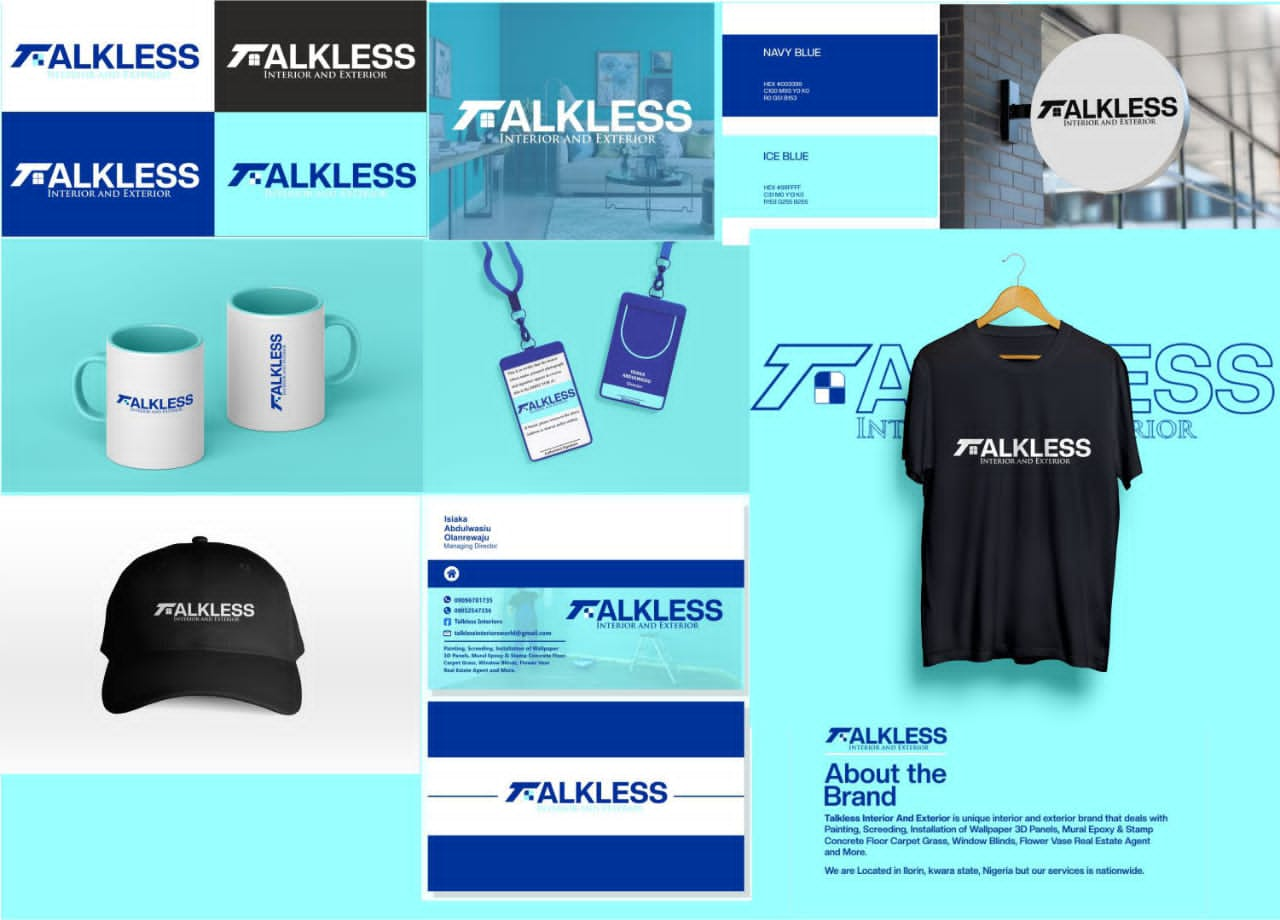 TALKLESS
INTERIOR AND EXTERIOR
TALKLESS
INTERIOR AND EXTERIOR
TALKLESS
INTERIOR AND EXTERIOR
TALKLESS
TALKLESS
INTERIOR AND EXTERIOR
NAVY BLUE
HEX #003399
C100 M90 Y0 K0
R0 G51 B153
ICE BLUE
HEX #99FFFF
C31 M0 Y0 K0
R153 G255 B255
TALKLESS
INTERIOR AND EXTERIOR
TALKLESS
INTERIOR AND EXTERIOR
TALKLESS
INTERIOR AND EXTERIOR
TALKLESS
ISIAKA
ABDULWASIU
Director
TALKLESS
INTERIOR AND EXTERIOR
TALKLESS
INTERIOR AND EXTERIOR
TALKLESS
INTERIOR AND EXTERIOR
Isiaka
Abdulwasiu
Olanrewaju
Managing Director
09096781735
08052547336
Talkless Interiors
talklessinteriorsworld@gmail.com
Painting, Screeding, Installation of Wallpaper
3D Panels, Mural Epoxy & Stamp Concrete Floor
Carpet Grass, Window Blinds, Flower Vase
Real Estate Agent and More.
TALKLESS
INTERIOR AND EXTERIOR
TALKLESS
INTERIOR AND EXTERIOR
TALKLESS
INTERIOR AND EXTERIOR
About the
Brand
Talkless Interior And Exterior is unique interior and exterior brand that deals with
Painting, Screeding, Installation of Wallpaper 3D Panels, Mural Epoxy & Stamp
Concrete Floor Carpet Grass, Window Blinds, Flower Vase Real Estate Agent
and More.
We are Located in Ilorin, kwara state, Nigeria but our services is nationwide.